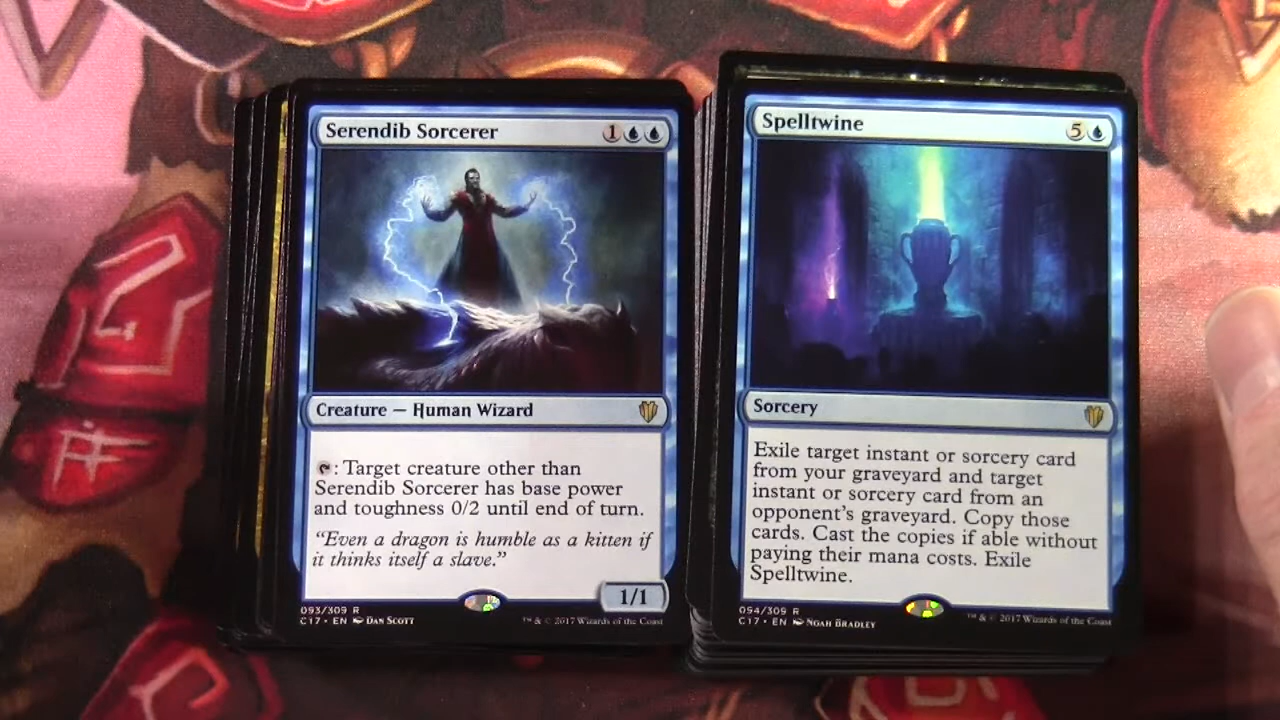 Serendib Sorcerer 1
Creature — Human Wizard
: Target creature other than
Serendib Sorcerer has base power
and toughness 0/2 until end of turn.
“Even a dragon is humble as a kitten if
it thinks itself a slave.”
1/1
093/309 R
C17 • EN Dan Scott
™ & © 2017 Wizards of the Coast
Spelltwine 5
Sorcery
Exile target instant or sorcery card
from your graveyard and target
instant or sorcery card from an
opponent's graveyard. Copy those
cards. Cast the copies if able without
paying their mana costs. Exile
Spelltwine.
094/309 R
C17 • EN Noah Bradley
™ & © 2017 Wizards of the Coast